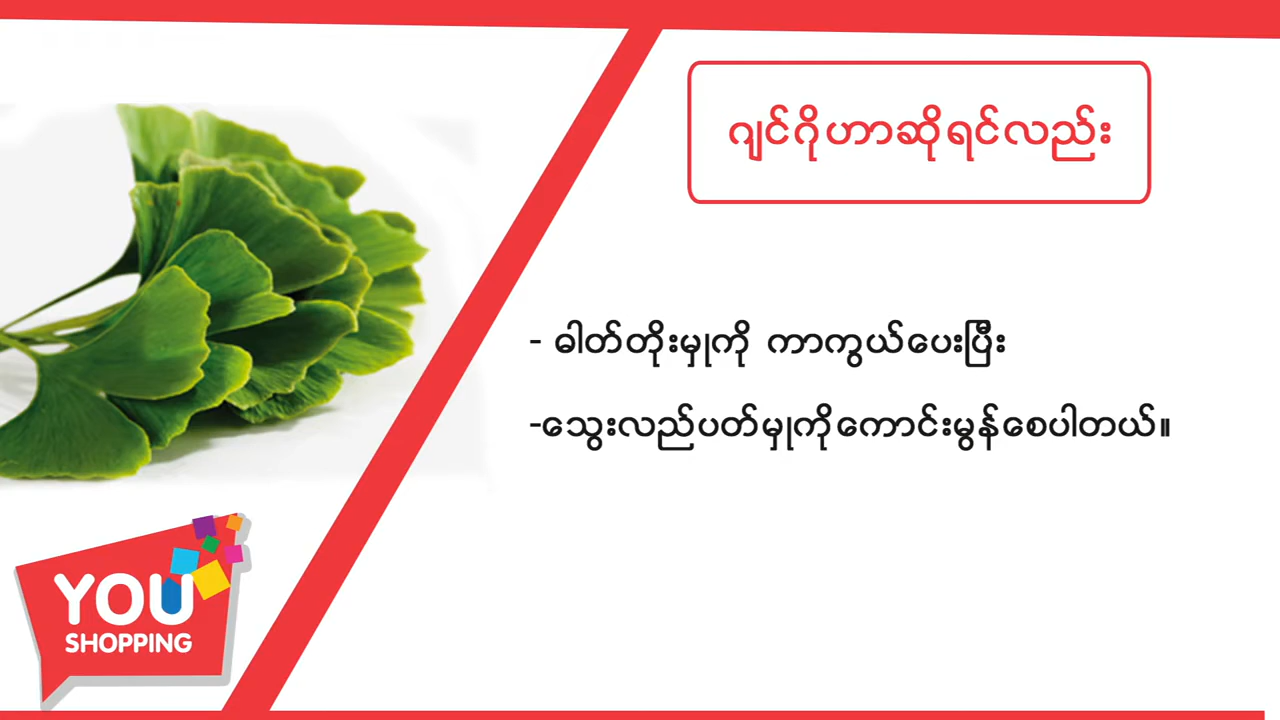 ဂျင်ဂိုဟာဆိုရင်လည်း
- ဓါတ်တိုးမှုကို ကာကွယ်ပေးပြီး
-သွေးလည်ပတ်မှုကိုကောင်းမွန်စေပါတယ်။
YOU
SHOPPING